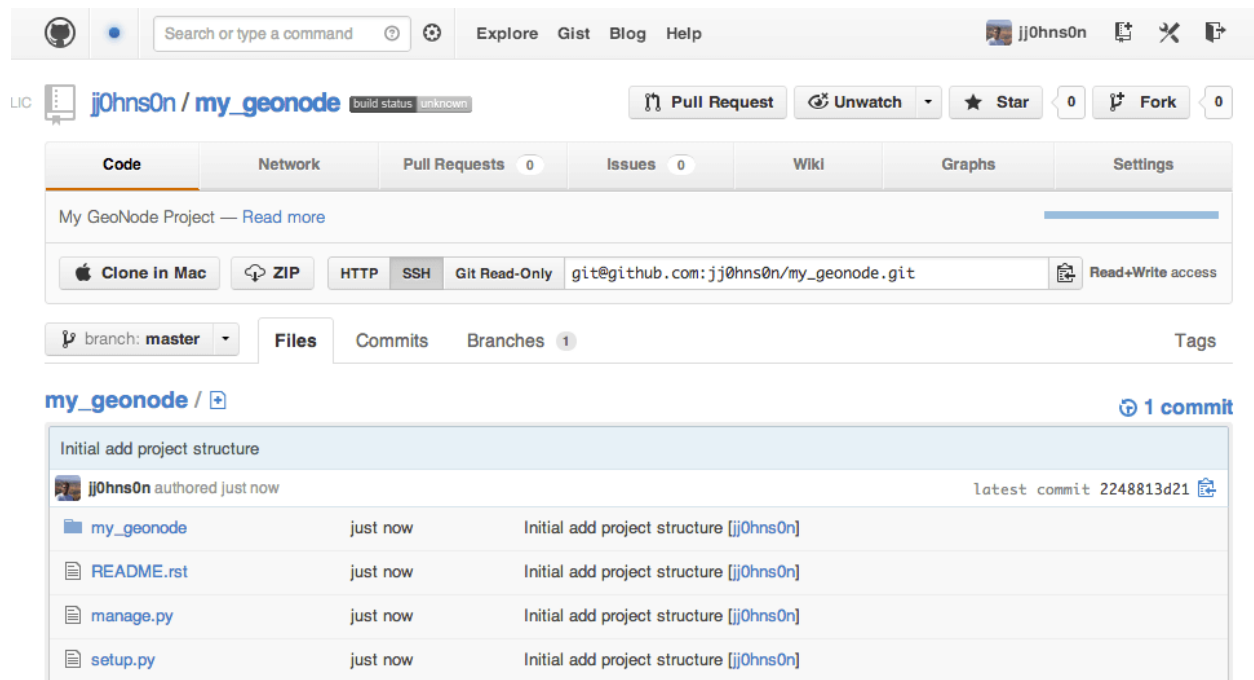 Search or type a command Explore Gist Blog Help jj0hns0n
LIC jj0hns0n / my_geonode build status unknown Pull Request Unwatch Star 0 Fork 0
Code Network Pull Requests 0 Issues 0 Wiki Graphs Settings
My GeoNode Project — Read more
Clone in Mac ZIP HTTP SSH Git Read-Only git@github.com:jj0hns0n/my_geonode.git Read+Write access
branch: master Files Commits Branches 1 Tags
my_geonode /
1 commit
Initial add project structure
jj0hns0n authored just now latest commit 2248813d21
my_geonode just now Initial add project structure [jj0hns0n]
README.rst just now Initial add project structure [jj0hns0n]
manage.py just now Initial add project structure [jj0hns0n]
setup.py just now Initial add project structure [jj0hns0n]